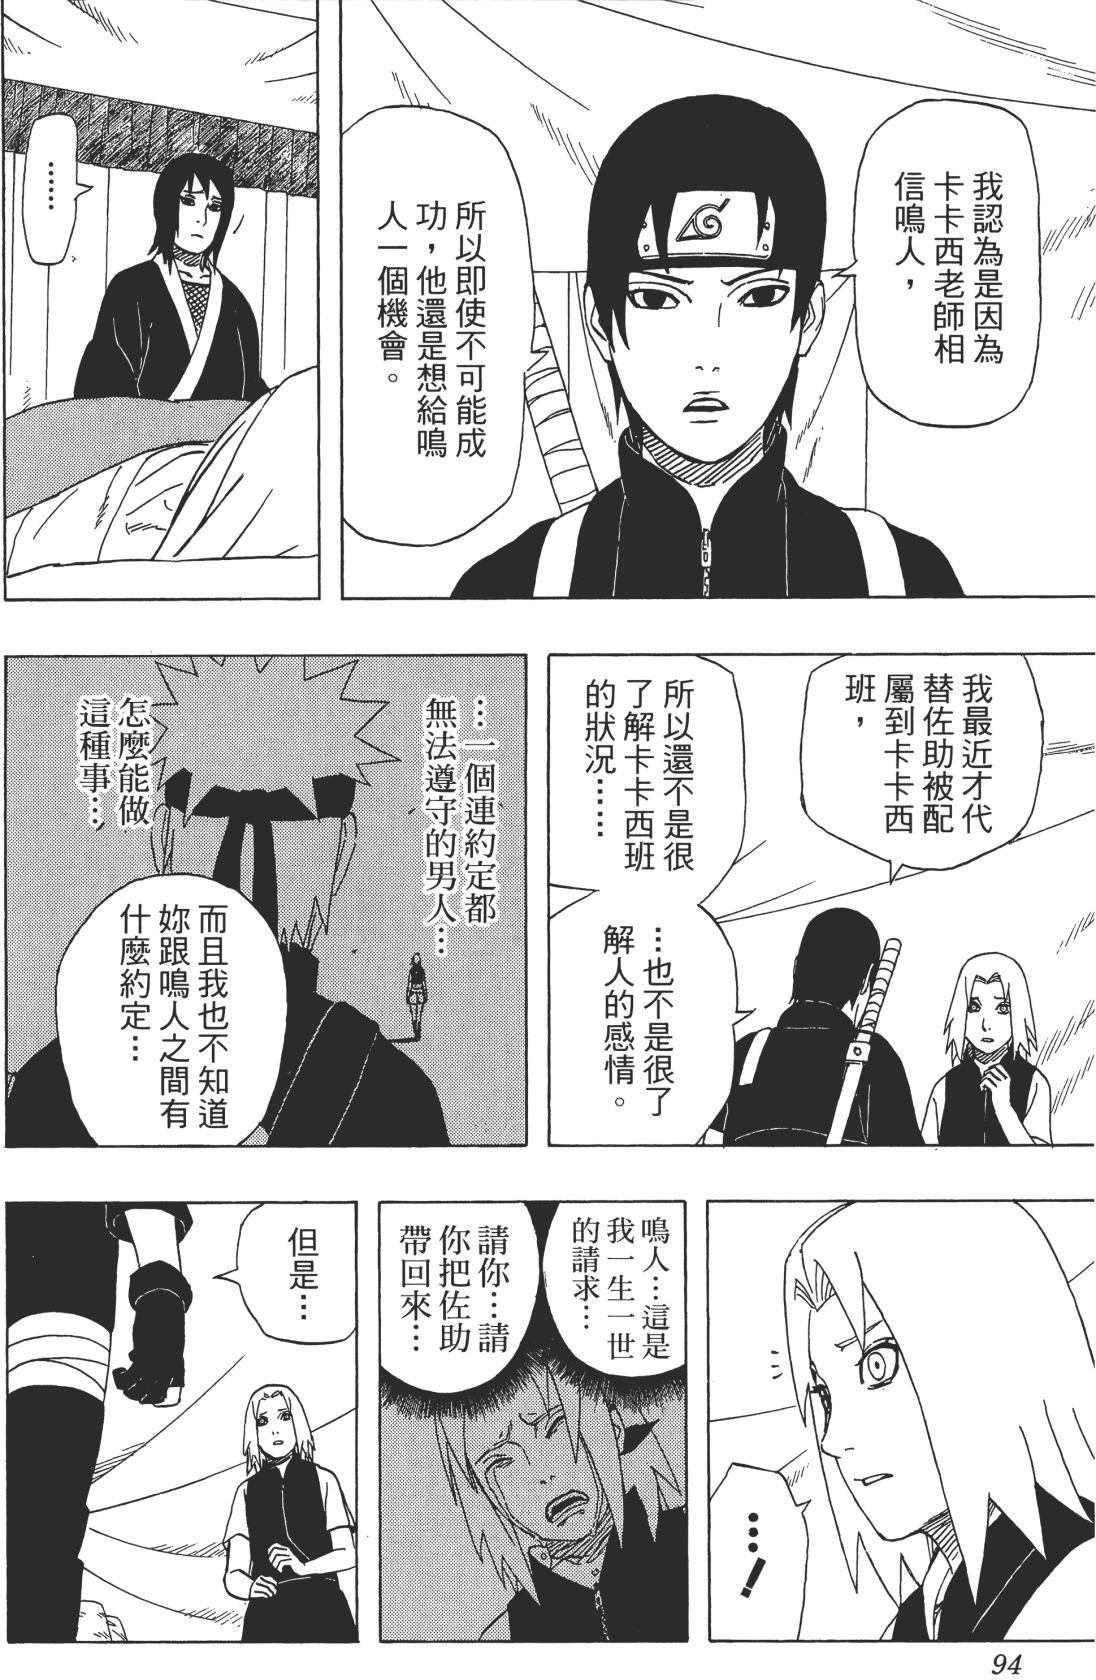 我認為是因為
卡卡西老師相
信鳴人，
所以即使不可能成
功，他還是想給鳴
人一個機會。
……
我最近才代
替佐助被配
屬到卡卡西
班，
所以還不是很
了解卡卡西班
的狀況……
…也不是很了
解人的感情。
…一個連約定都
無法遵守的男人…
怎麼能做
這種事…
而且我也不知道
妳跟鳴人之間有
什麼約定…
…！
鳴人…這是
我一生一世
的請求…
請你…請
你把佐助
帶回來…
但是…
94